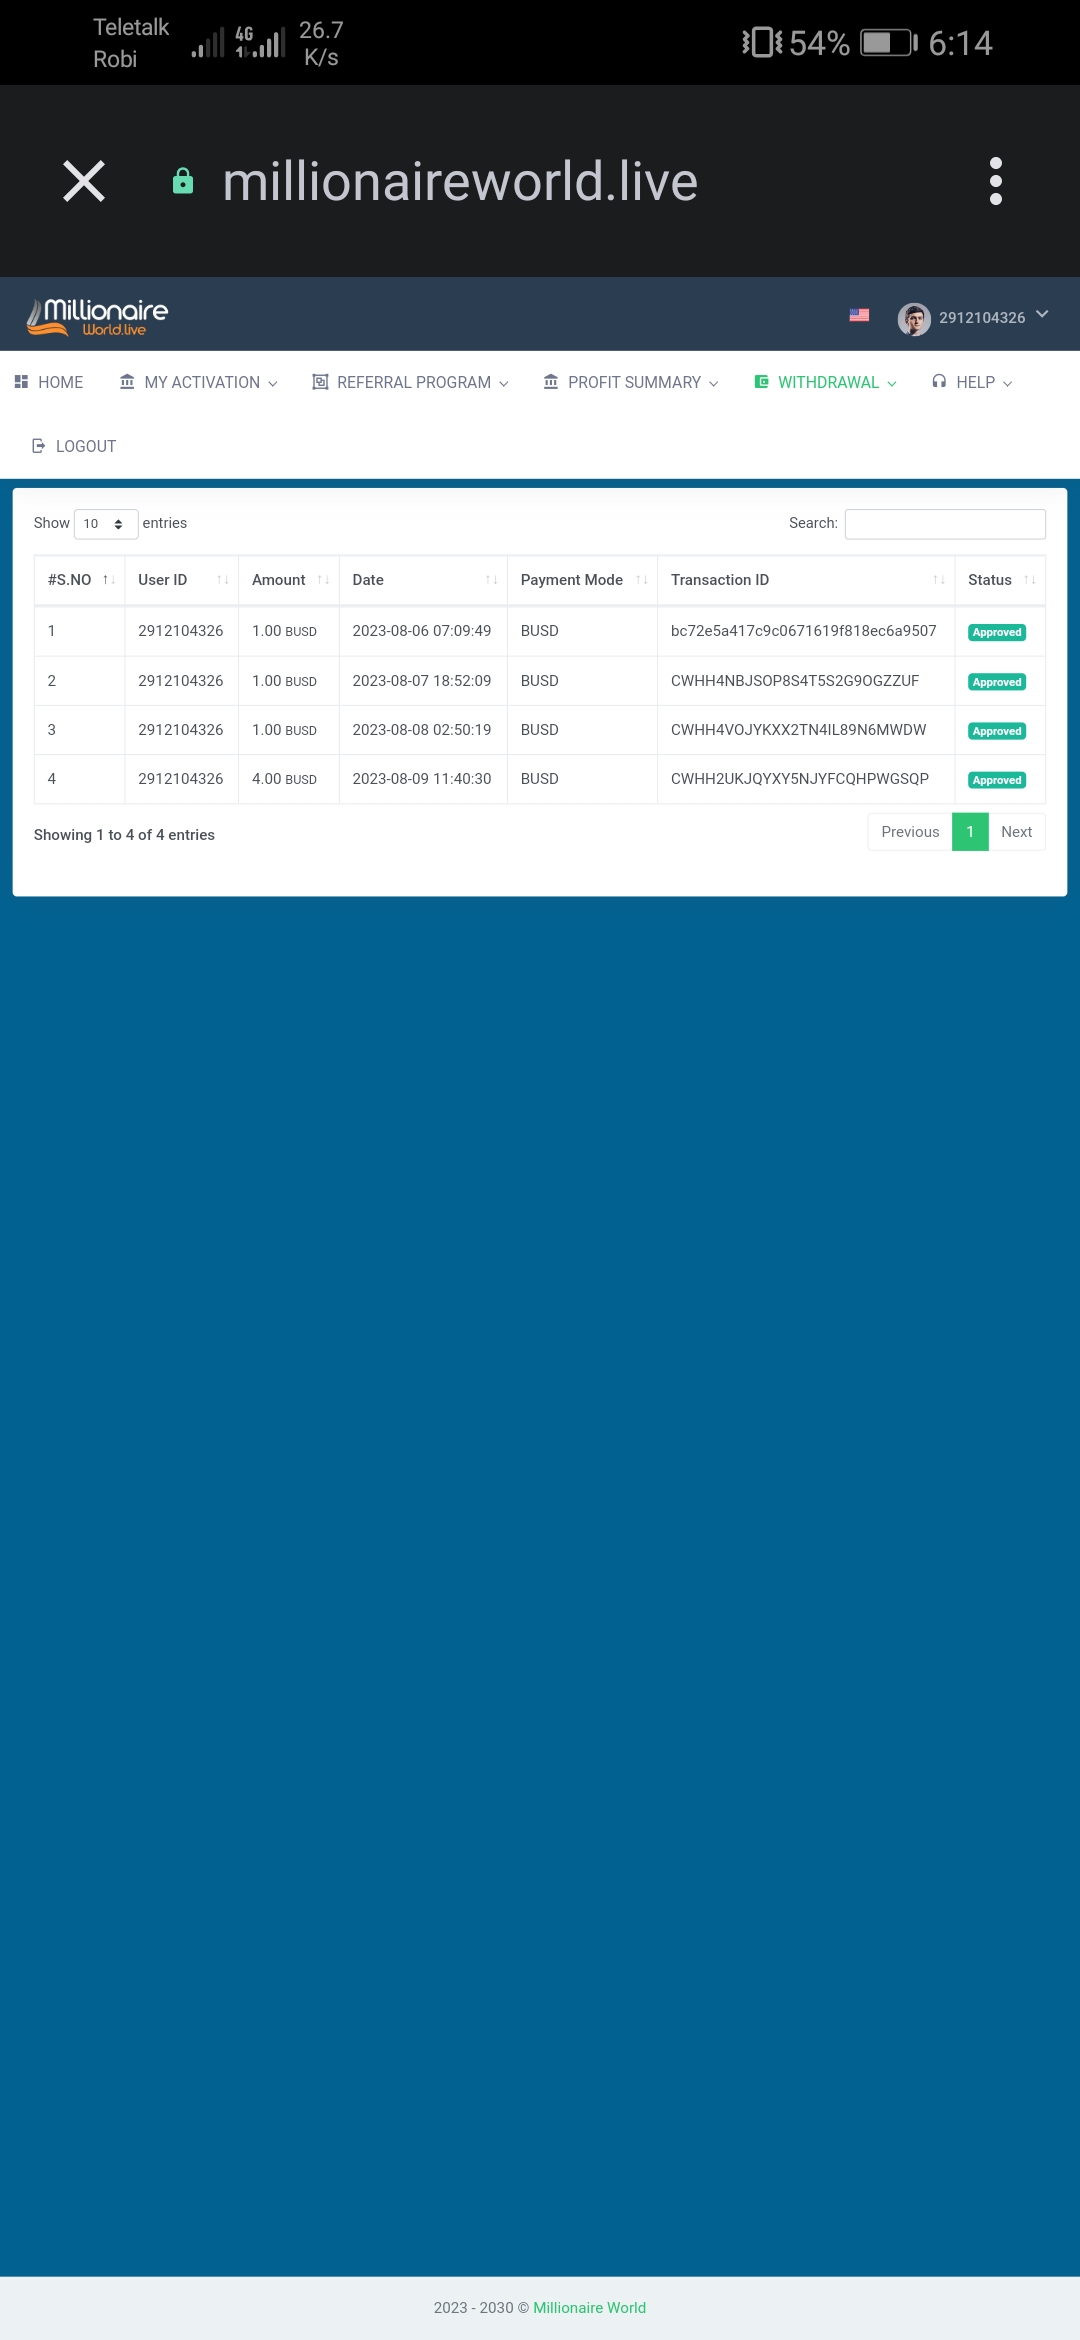 Teletalk
Robi
4G
26.7
K/s
54% 6:14
millionaireworld.live
Millionaire
World.live
2912104326
HOME MY ACTIVATION REFERRAL PROGRAM PROFIT SUMMARY WITHDRAWAL HELP
LOGOUT
Show 10 entries Search:
#S.NO User ID Amount Date Payment Mode Transaction ID Status
1 2912104326 1.00 BUSD 2023-08-06 07:09:49 BUSD bc72e5a417c9c0671619f818ec6a9507 Approved
2 2912104326 1.00 BUSD 2023-08-07 18:52:09 BUSD CWHH4NBJSOP8S4T5S2G9OGZZUF Approved
3 2912104326 1.00 BUSD 2023-08-08 02:50:19 BUSD CWHH4VOJYKXX2TN4IL89N6MWDW Approved
4 2912104326 4.00 BUSD 2023-08-09 11:40:30 BUSD CWHH2UKJQYXY5NJYFCQHPWGSQP Approved
Showing 1 to 4 of 4 entries Previous 1 Next
2023 - 2030 © Millionaire World